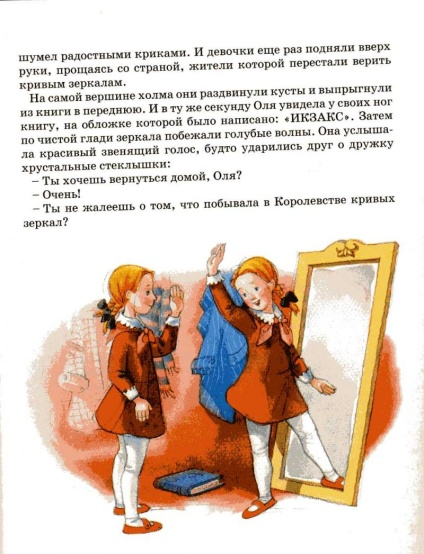 шумел радостными криками. И девочки еще раз подняли вверх
руки, прощаясь со страной, жители которой перестали верить
кривым зеркалам.
На самой вершине холма они раздвинули кусты и выпрыгнули
из книги в переднюю. И в ту же секунду Оля увидела у своих ног
книгу, на обложке которой было написано: «ИКЗАКС». Затем
по чистой глади зеркала побежали голубые волны. Она услыша-
ла красивый звенящий голос, будто ударились друг о дружку
хрустальные стеклышки:
– Ты хочешь вернуться домой, Оля?
– Очень!
– Ты не жалеешь о том, что побывала в Королевстве кривых
зеркал?